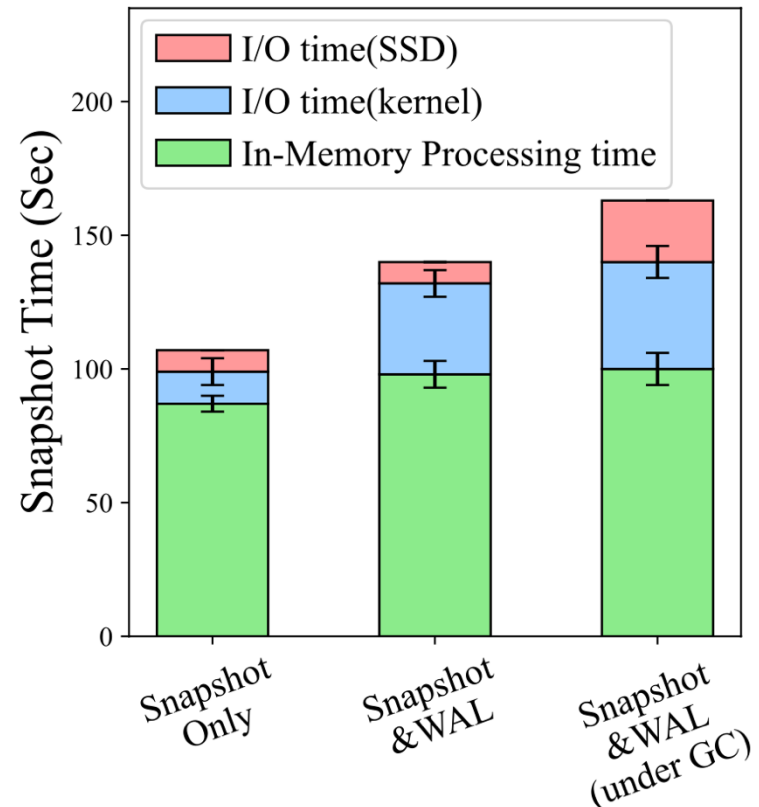 I/O time(SSD)
I/O time(kernel)
In-Memory Processing time
Snapshot Time (Sec)
200
150
100
50
0
Snapshot
Only
Snapshot
&WAL
Snapshot
&WAL
(under GC)